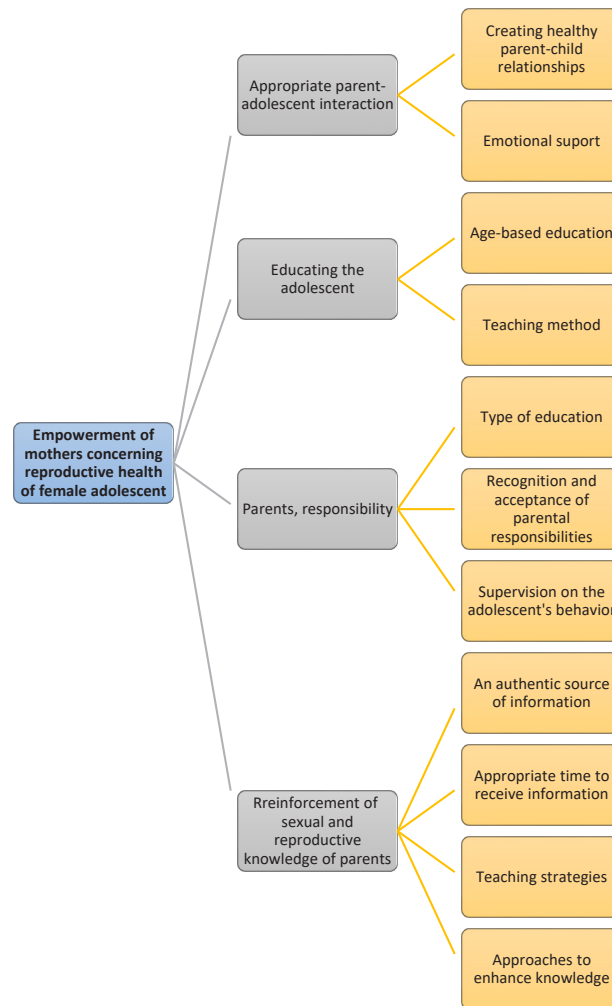 Creating healthy
parent-child
relationships
Appropriate parent-
adolescent interaction
Emotional suport
Age-based education
Educating the
adolescent
Teaching method
Type of education
Empowerment of
mothers concerning
reproductive health
of female adolescent
Parents, responsibility
Recognition and
acceptance of
parental
responsibilities
Supervision on the
adolescent's behavior
An authentic source
of information
Appropriate time to
receive information
Rreinforcement of
sexual and
reproductive
knowledge of parents
Teaching strategies
Approaches to
enhance knowledge